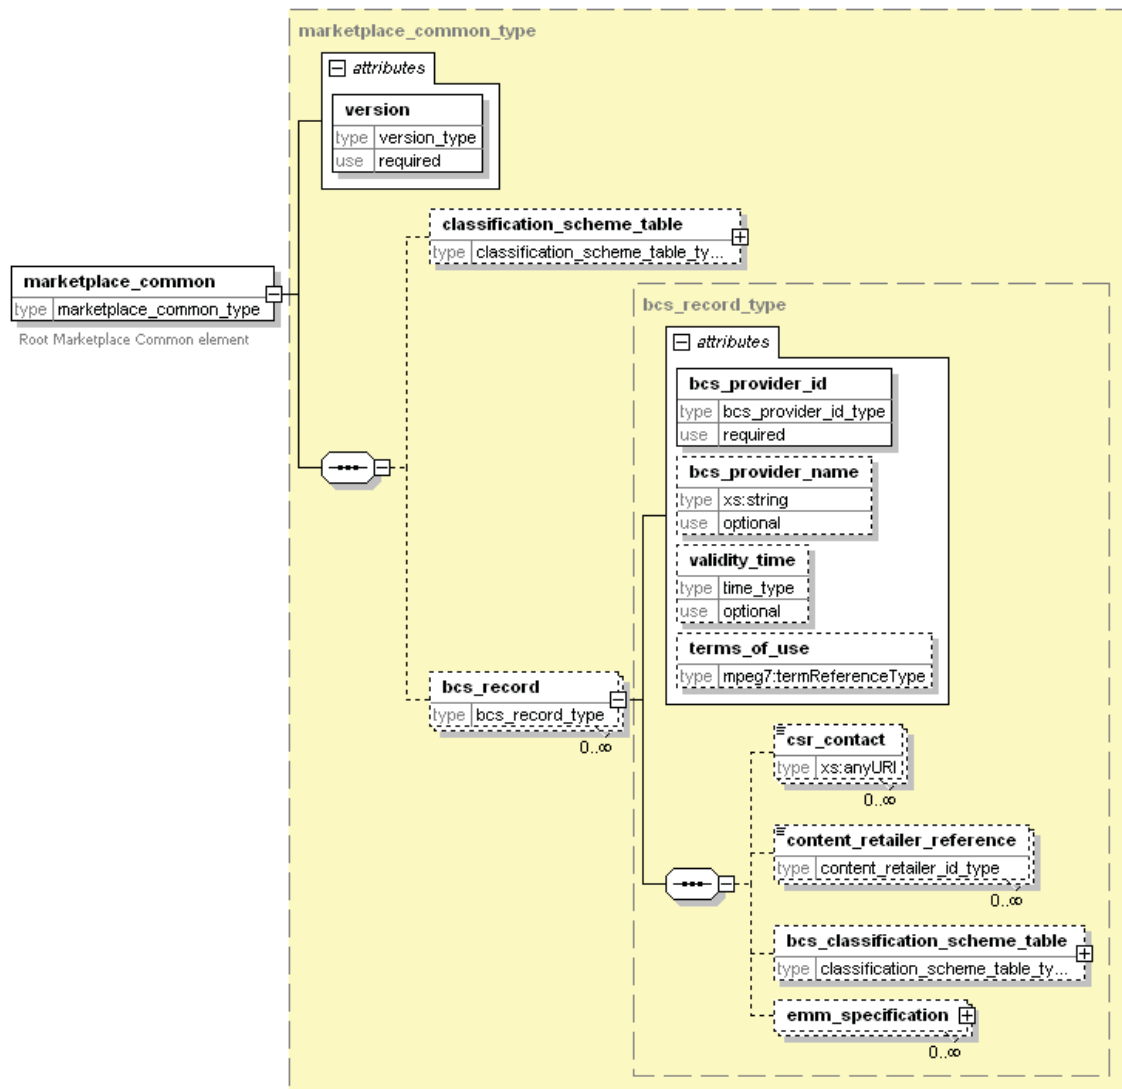 marketplace_common_type
attributes
version
type version_type
use required
classification_scheme_table
type classification_scheme_table_ty...
marketplace_common
type marketplace_common_type
Root Marketplace Common element
bcs_record_type
attributes
bcs_provider_id
type bcs_provider_id_type
use required
bcs_provider_name
type xs:string
use optional
validity_time
type time_type
use optional
terms_of_use
type mpeg7:termReferenceType
bcs_record
type bcs_record_type
0..∞
csr_contact
type xs:anyURI
0..∞
content_retailer_reference
type content_retailer_id_type
0..∞
bcs_classification_scheme_table
type classification_scheme_table_ty...
emm_specification
0..∞